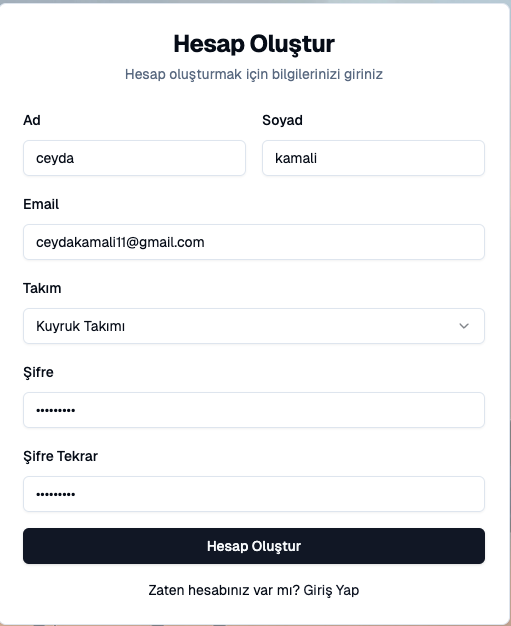 Hesap Oluştur
Hesap oluşturmak için bilgilerinizi giriniz
Ad
Soyad
ceyda
kamali
Email
ceydakamali11@gmail.com
Takım
Kuyruk Takımı
Şifre
•••••••••
Şifre Tekrar
•••••••••
Hesap Oluştur
Zaten hesabınız var mı? Giriş Yap